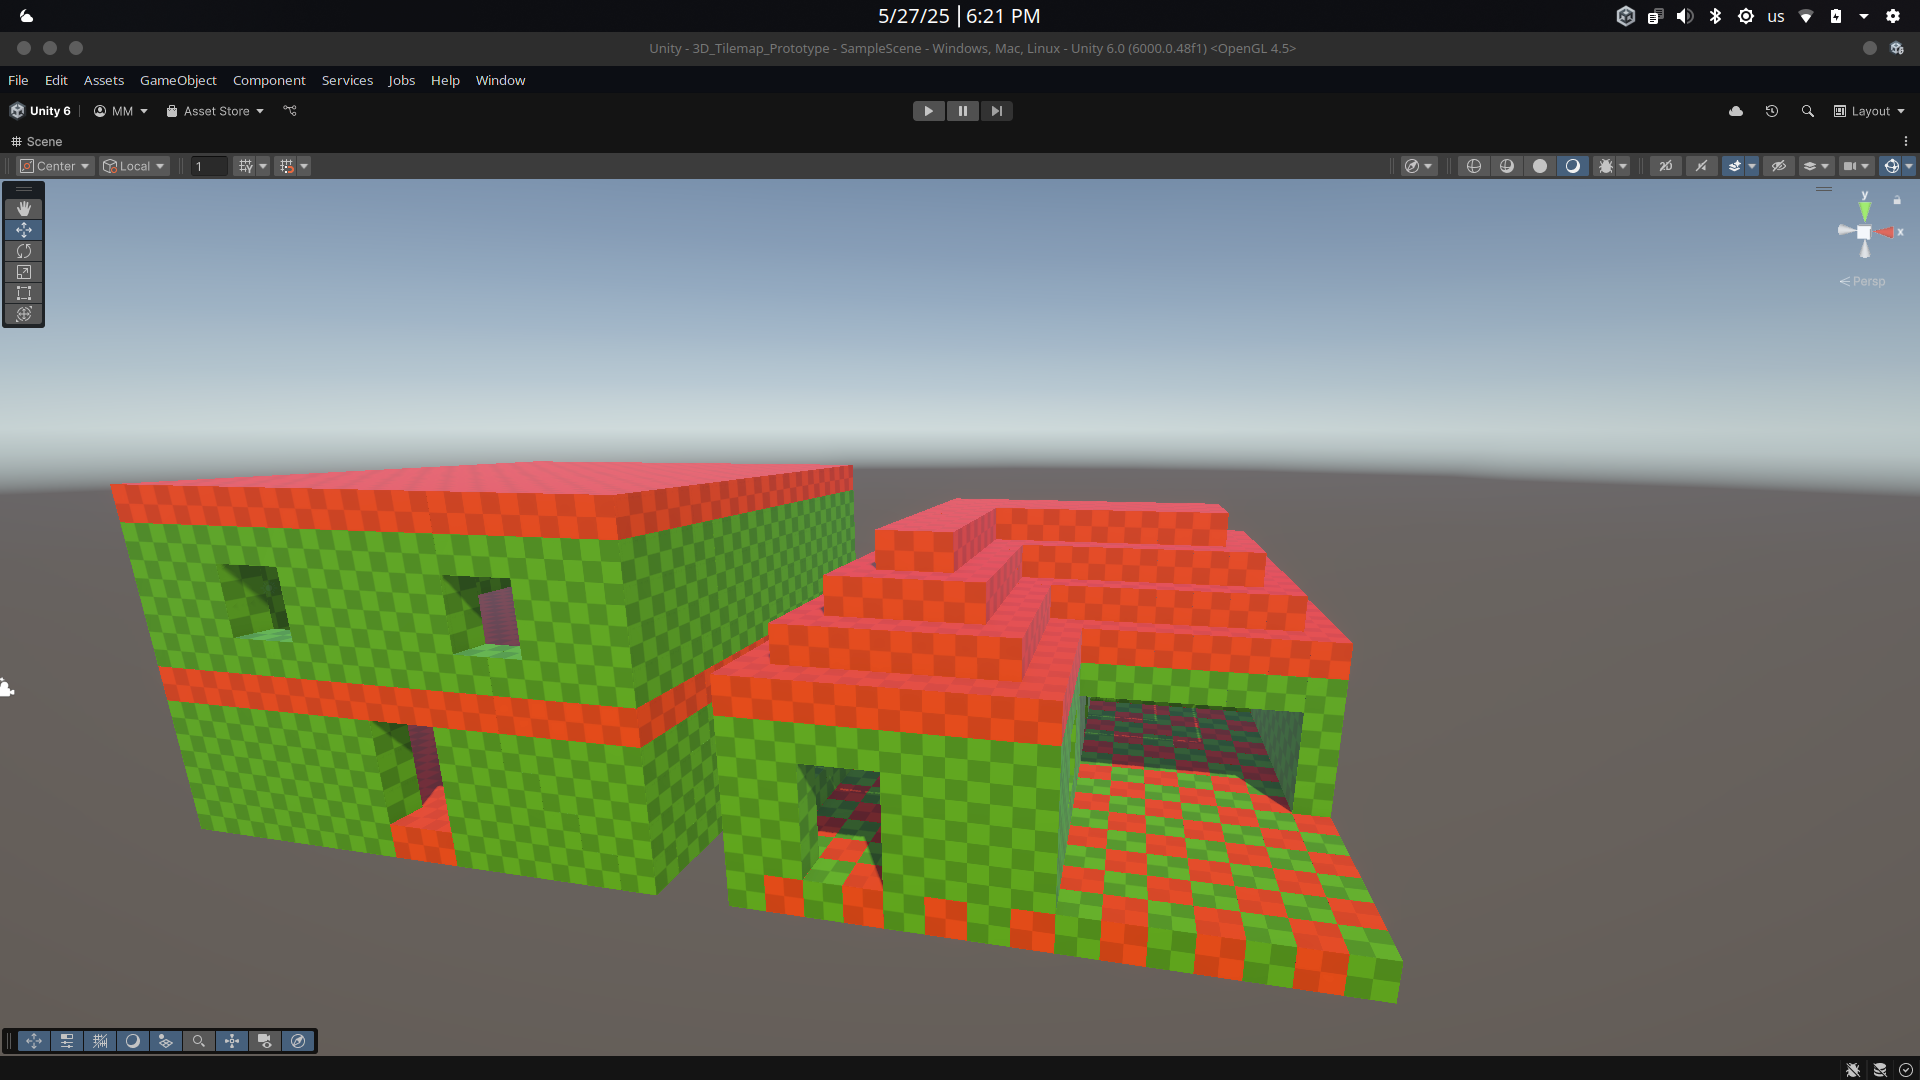 5/27/25 | 6:21 PM
us
Unity - 3D_Tilemap_Prototype - SampleScene - Windows, Mac, Linux - Unity 6.0 (6000.0.48f1) <OpenGL 4.5>
File Edit Assets GameObject Component Services Jobs Help Window
Unity 6 MM Asset Store Layout
Scene
Center Local 1 2D
y
x
Persp